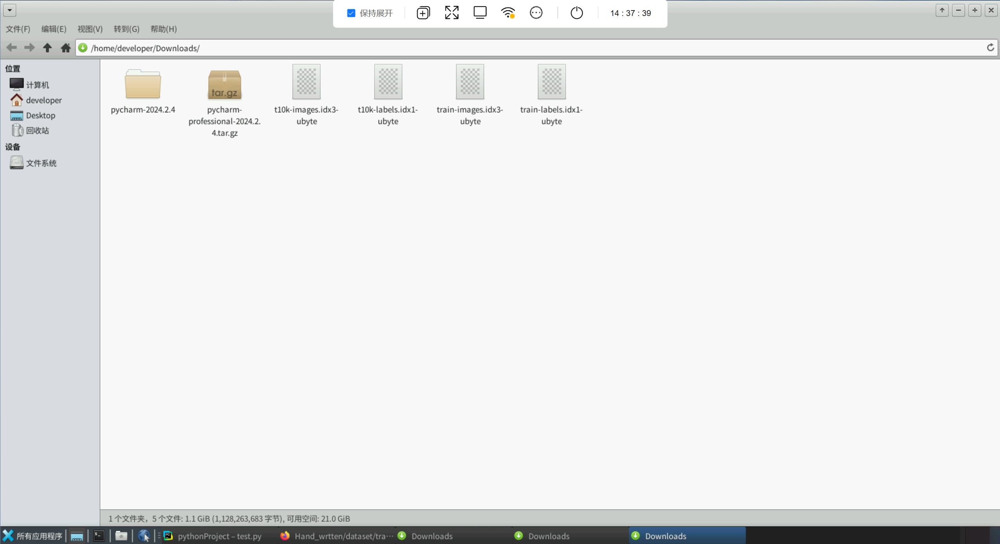 保持展开
14 : 37 : 39
文件(F) 编辑(E) 视图(V) 转到(G) 帮助(H)
/home/developer/Downloads/
位置
计算机
developer
Desktop
回收站
设备
文件系统
pycharm-2024.2.4
tar.gz
pycharm-
professional-2024.2.
4.tar.gz
t10k-images.idx3-
ubyte
t10k-labels.idx1-
ubyte
train-images.idx3-
ubyte
train-labels.idx1-
ubyte
1 个文件夹，5 个文件: 1.1 GiB (1,128,263,683 字节), 可用空间: 21.0 GiB
所有应用程序
PC
pythonProject – test.py
Hand_wrtten/dataset/tra···
Downloads
Downloads
Downloads